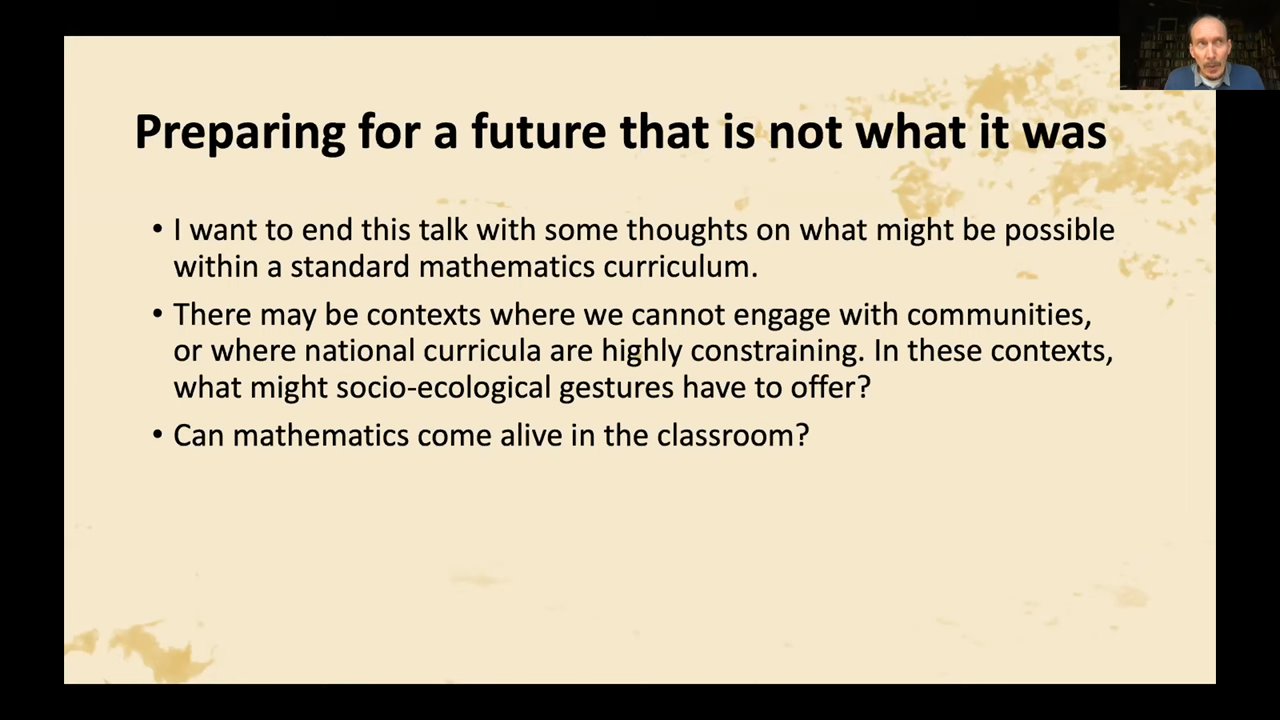 Preparing for a future that is not what it was
• I want to end this talk with some thoughts on what might be possible
within a standard mathematics curriculum.
• There may be contexts where we cannot engage with communities,
or where national curricula are highly constraining. In these contexts,
what might socio-ecological gestures have to offer?
• Can mathematics come alive in the classroom?